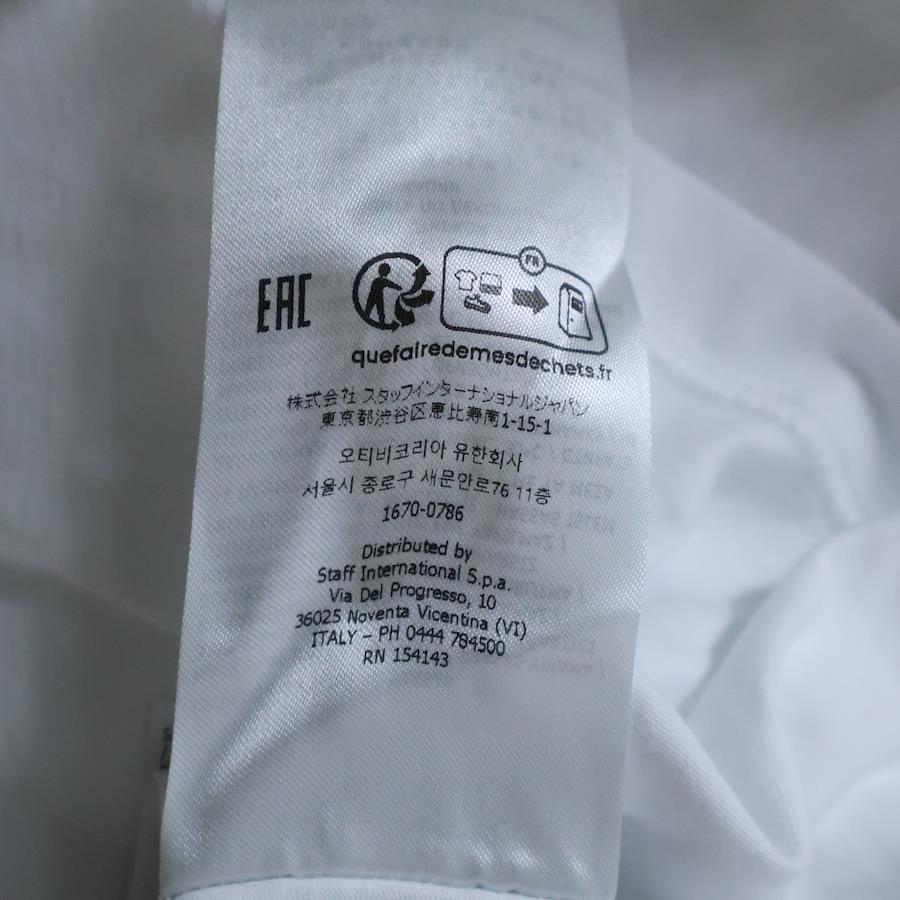 EAC
FR
quefairedemesdechets.fr
株式会社 スタッフインターナショナルジャパン
東京都渋谷区恵比寿南1-15-1
오티비코리아 유한회사
서울시 종로구 새문안로76 11층
1670-0786
Distributed by
Staff International S.p.a.
Via Del Progresso, 10
36025 Noventa Vicentina (VI)
ITALY – PH 0444 784500
RN 154143